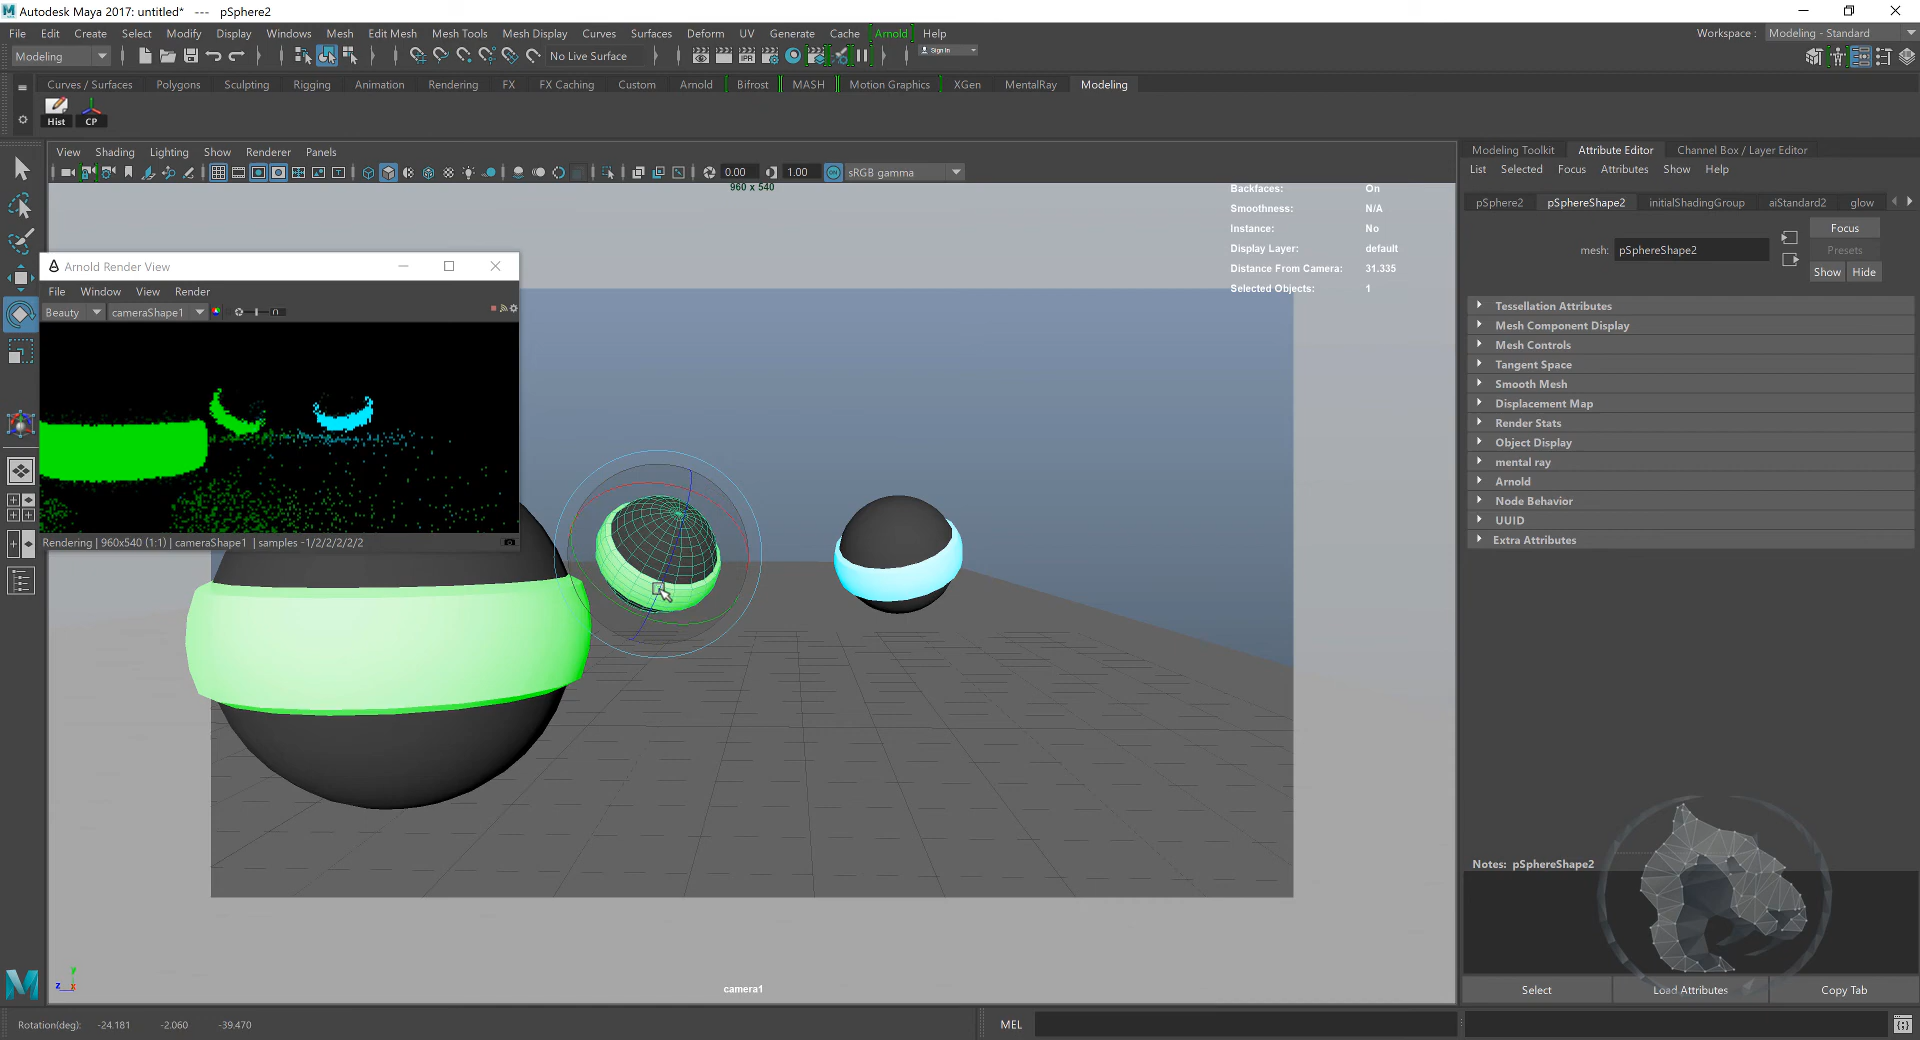 Autodesk Maya 2017: untitled* --- pSphere2
File Edit Create Select Modify Display Windows Mesh Edit Mesh Mesh Tools Mesh Display Curves Surfaces Deform UV Generate Cache Arnold Help
Workspace : Modeling - Standard
Modeling
No Live Surface
IPR
Sign In
Curves / Surfaces Polygons Sculpting Rigging Animation Rendering FX FX Caching Custom Arnold Bifrost MASH Motion Graphics XGen MentalRay Modeling
Hist CP
View Shading Lighting Show Renderer Panels
0.00 1.00 ON sRGB gamma
960 x 540
Backfaces: On
Smoothness: N/A
Instance: No
Display Layer: default
Distance From Camera: 31.335
Selected Objects: 1
Arnold Render View
File Window View Render
Beauty cameraShape1
Rendering | 960x540 (1:1) | cameraShape1 | samples -1/2/2/2/2/2
camera1
y
z x
Modeling Toolkit Attribute Editor Channel Box / Layer Editor
List Selected Focus Attributes Show Help
pSphere2 pSphereShape2 initialShadingGroup aiStandard2 glow
Focus
mesh: pSphereShape2 Presets
Show Hide
Tessellation Attributes
Mesh Component Display
Mesh Controls
Tangent Space
Smooth Mesh
Displacement Map
Render Stats
Object Display
mental ray
Arnold
Node Behavior
UUID
Extra Attributes
Notes: pSphereShape2
Select Load Attributes Copy Tab
Rotation(deg): -24.181 -2.060 -39.470
MEL